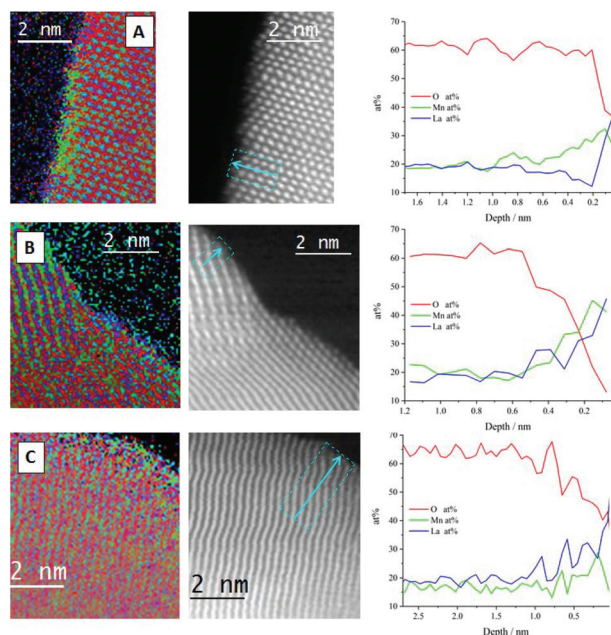 2 nm
A
2 nm
O at%
Mn at%
La at%
at%
70
60
50
40
30
20
10
1.6 1.4 1.2 1.0 0.8 0.6 0.4 0.2
Depth / nm
B
2 nm
2 nm
O at%
Mn at%
La at%
at%
70
60
50
40
30
20
10
1.2 1.0 0.8 0.6 0.4 0.2
Depth / nm
C
2 nm
2 nm
O at%
Mn at%
La at%
at%
70
60
50
40
30
20
10
2.5 2.0 1.5 1.0 0.5
Depth / nm